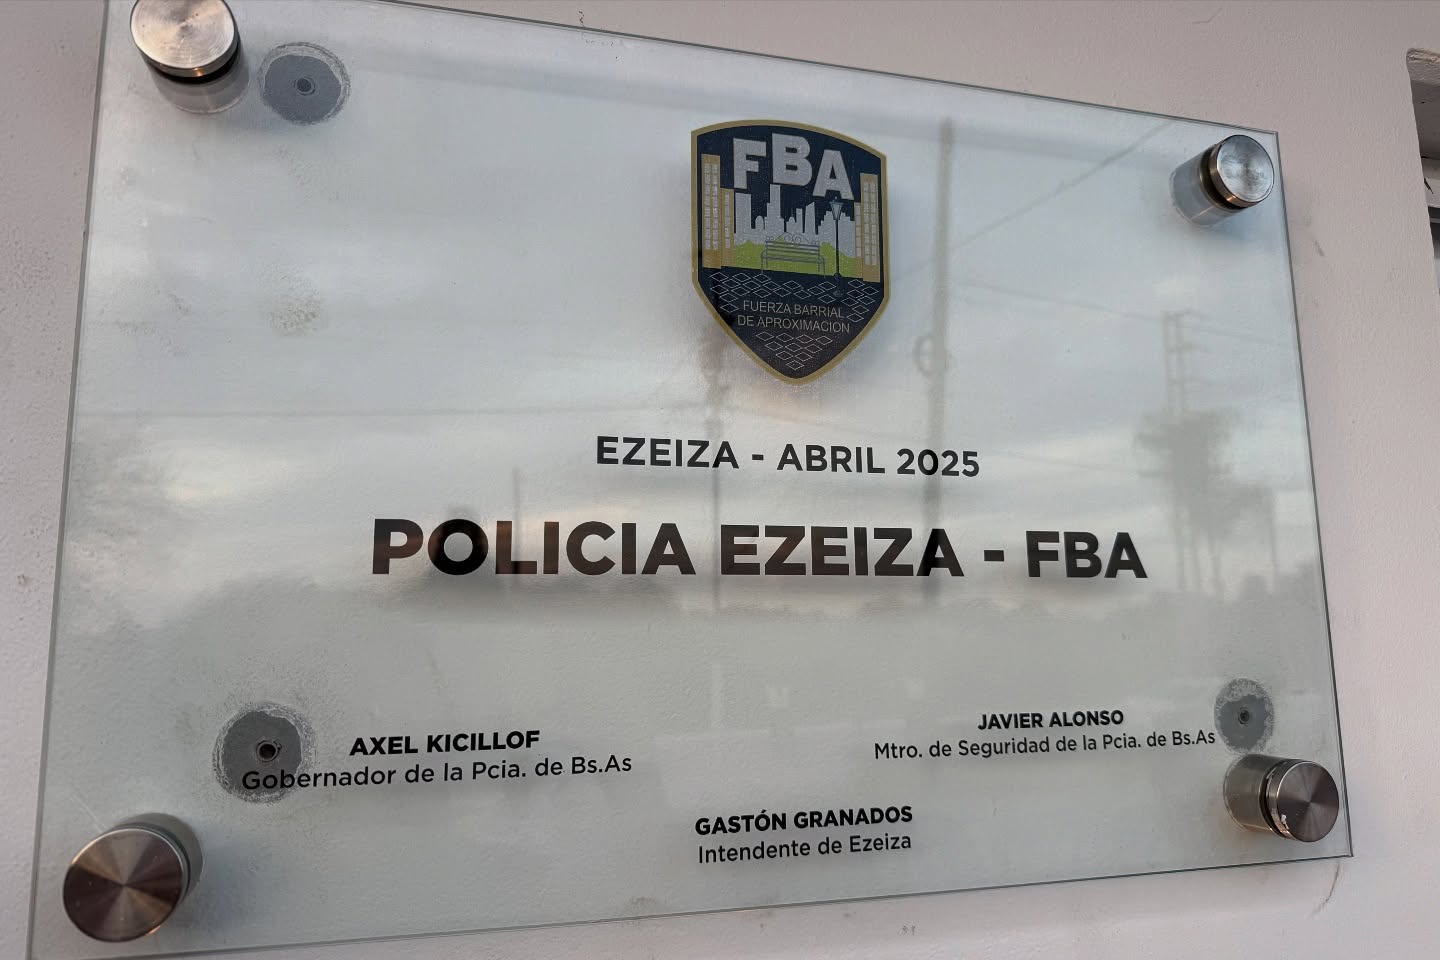 FBA
FUERZA BARRIAL
DE APROXIMACION
EZEIZA - ABRIL 2025
POLICIA EZEIZA - FBA
AXEL KICILLOF
Gobernador de la Pcia. de Bs.As
JAVIER ALONSO
Mtro. de Seguridad de la Pcia. de Bs.As
GASTÓN GRANADOS
Intendente de Ezeiza